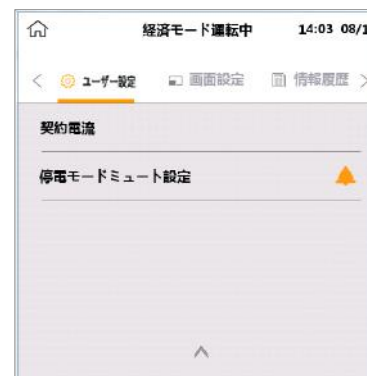 経済モード運転中 14:03 08/1
ユーザー設定 画面設定 情報履歴
契約電流
停電モードミュート設定